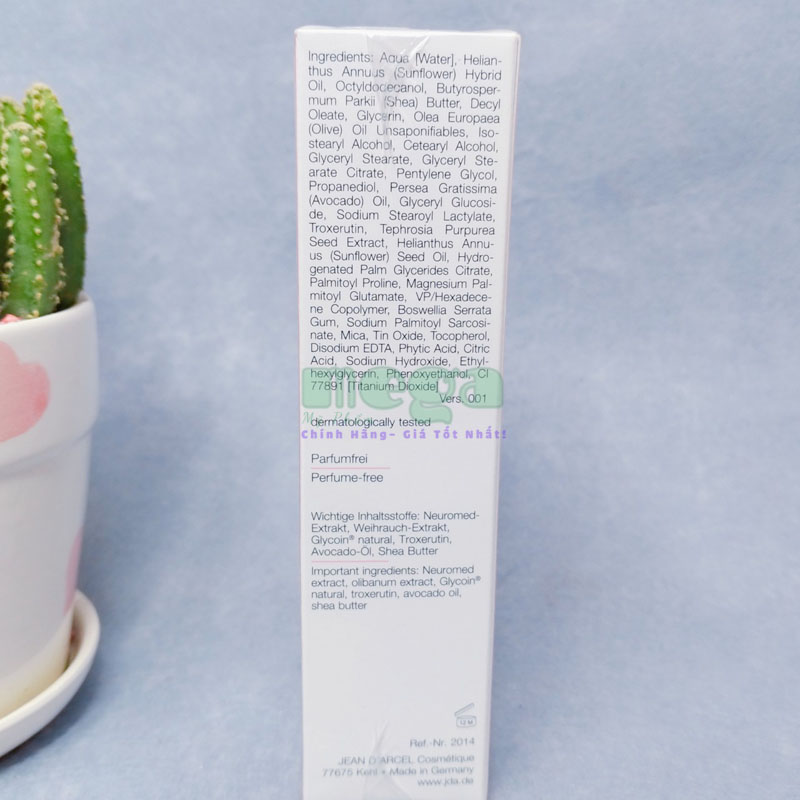 Ingredients: Aqua [Water], Helian-
thus Annuus (Sunflower) Hybrid
Oil, Octyldodecanol, Butyrosper-
mum Parkii (Shea) Butter, Decyl
Oleate, Glycerin, Olea Europaea
(Olive) Oil Unsaponifiables, Iso-
stearyl Alcohol, Cetearyl Alcohol,
Glyceryl Stearate, Glyceryl Ste-
arate Citrate, Pentylene Glycol,
Propanediol, Persea Gratissima
(Avocado) Oil, Glyceryl Glucosi-
de, Sodium Stearoyl Lactylate,
Troxerutin, Tephrosia Purpurea
Seed Extract, Helianthus Annu-
us (Sunflower) Seed Oil, Hydro-
genated Palm Glycerides Citrate,
Palmitoyl Proline, Magnesium Pal-
mitoyl Glutamate, VP/Hexadece-
ne Copolymer, Boswellia Serrata
Gum, Sodium Palmitoyl Sarcosi-
nate, Mica, Tin Oxide, Tocopherol,
Disodium EDTA, Phytic Acid, Citric
Acid, Sodium Hydroxide, Ethyl-
hexylglycerin, Phenoxyethanol, CI
77891 [Titanium Dioxide]
Vers. 001
mega
Mỹ Phẩm
dermatologically tested
Chính Hãng- Giá Tốt Nhất!
Parfumfrei
Perfume-free
Wichtige Inhaltsstoffe: Neuromed-
Extrakt, Weihrauch-Extrakt,
Glycoin® natural, Troxerutin,
Avocado-Öl, Shea Butter
Important ingredients: Neuromed
extract, olibanum extract, Glycoin®
natural, troxerutin, avocado oil,
shea butter
12 M
Ref.-Nr. 2014
JEAN D'ARCEL Cosmétique
77675 Kehl • Made in Germany
www.jda.de